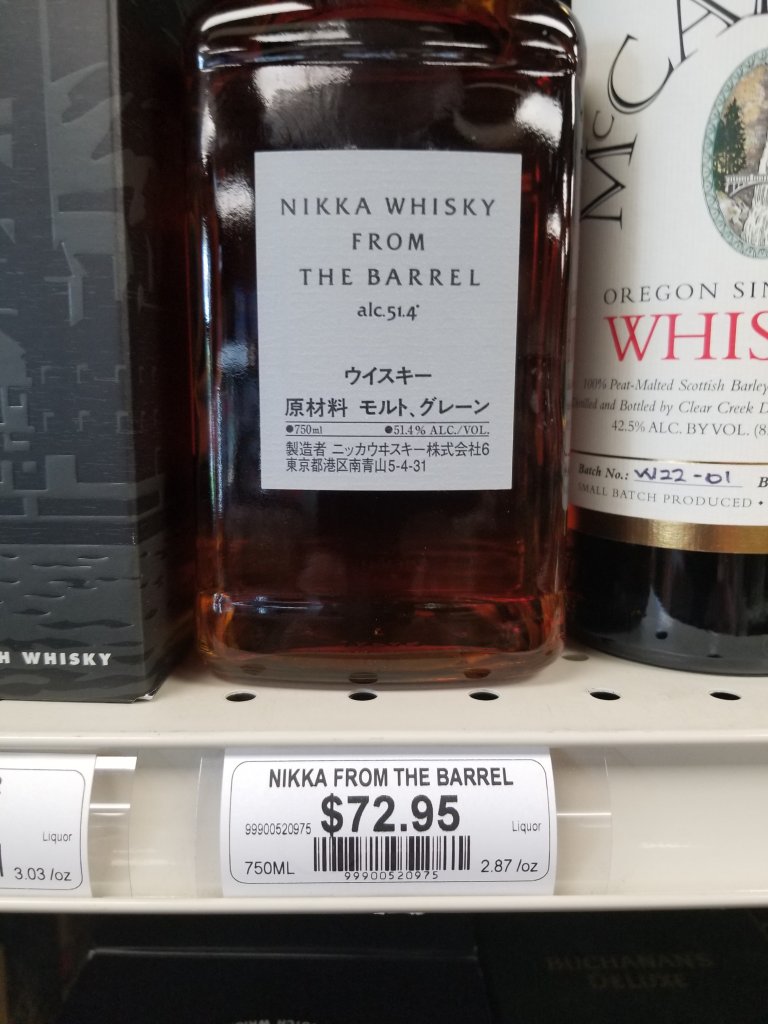 NIKKA WHISKY
FROM
THE BARREL
alc.51.4°
ウイスキー
原材料 モルト、グレーン
●750ml ●51.4% ALC./VOL.
製造者 ニッカウヰスキー株式会社6
東京都港区南青山5-4-31
OREGON
WHIS
100% Peat-Malted Scottish Barley
and Bottled by Clear Creek D
42.5% ALC. BY VOL. (8
Batch No.: W22-01 B
SMALL BATCH PRODUCED •
H WHISKY
Liquor
3.03 /oz
NIKKA FROM THE BARREL
$72.95
99900520975
Liquor
750ML
2.87 /oz
99900520975
BUCHANAN'S
DELUXE